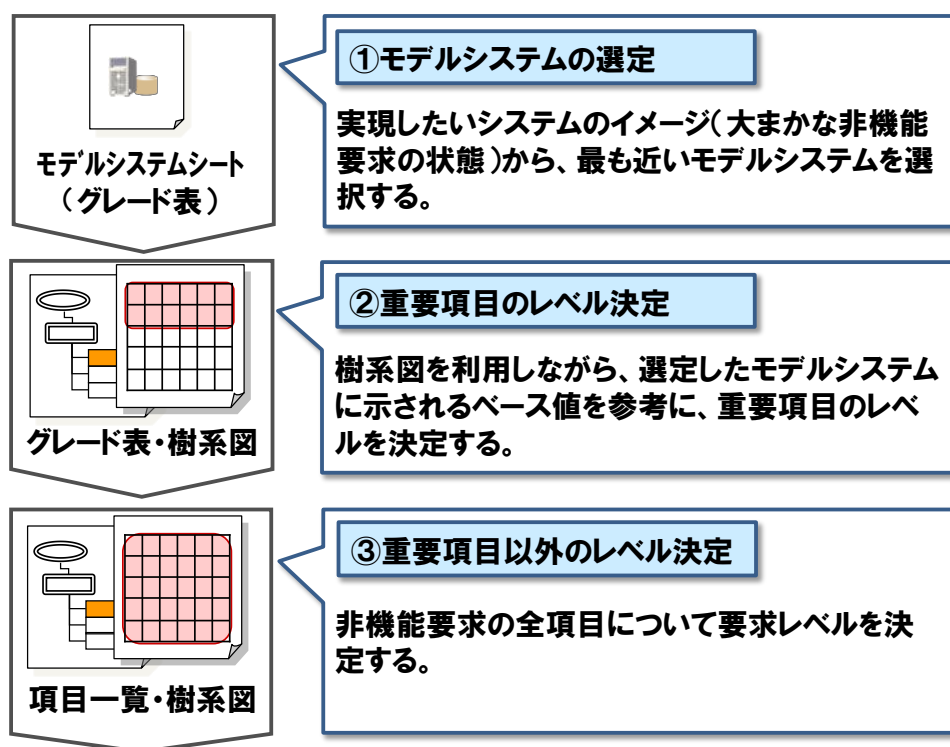 モデルシステムシート
（グレード表）
①モデルシステムの選定
実現したいシステムのイメージ（大まかな非機能
要求の状態）から、最も近いモデルシステムを選
択する。
グレード表・樹系図
②重要項目のレベル決定
樹系図を利用しながら、選定したモデルシステム
に示されるベース値を参考に、重要項目のレベ
ルを決定する。
項目一覧・樹系図
③重要項目以外のレベル決定
非機能要求の全項目について要求レベルを決
定する。